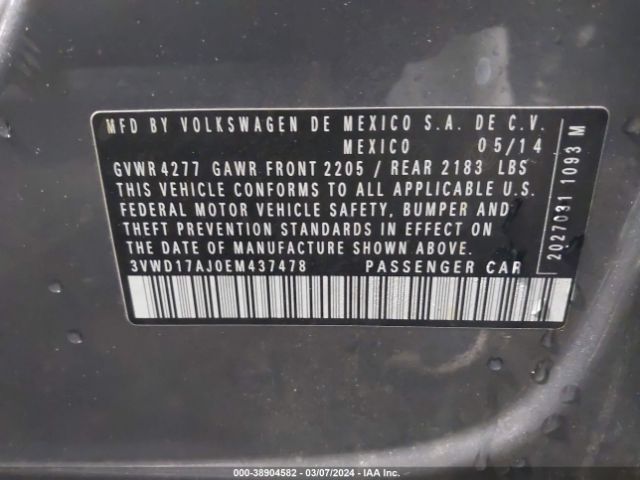 MFD BY VOLKSWAGEN DE MEXICO S.A. DE C.V.
MEXICO 05/14
GVWR 4277 GAWR FRONT 2205 / REAR 2183 LBS
THIS VEHICLE CONFORMS TO ALL APPLICABLE U.S.
FEDERAL MOTOR VEHICLE SAFETY, BUMPER AND
THEFT PREVENTION STANDARDS IN EFFECT ON
THE DATE OF MANUFACTURE SHOWN ABOVE.
3VWD17AJ0EM437478 PASSENGER CAR
2027031 1093 M
000-38904582 - 03/07/2024 - IAA Inc.